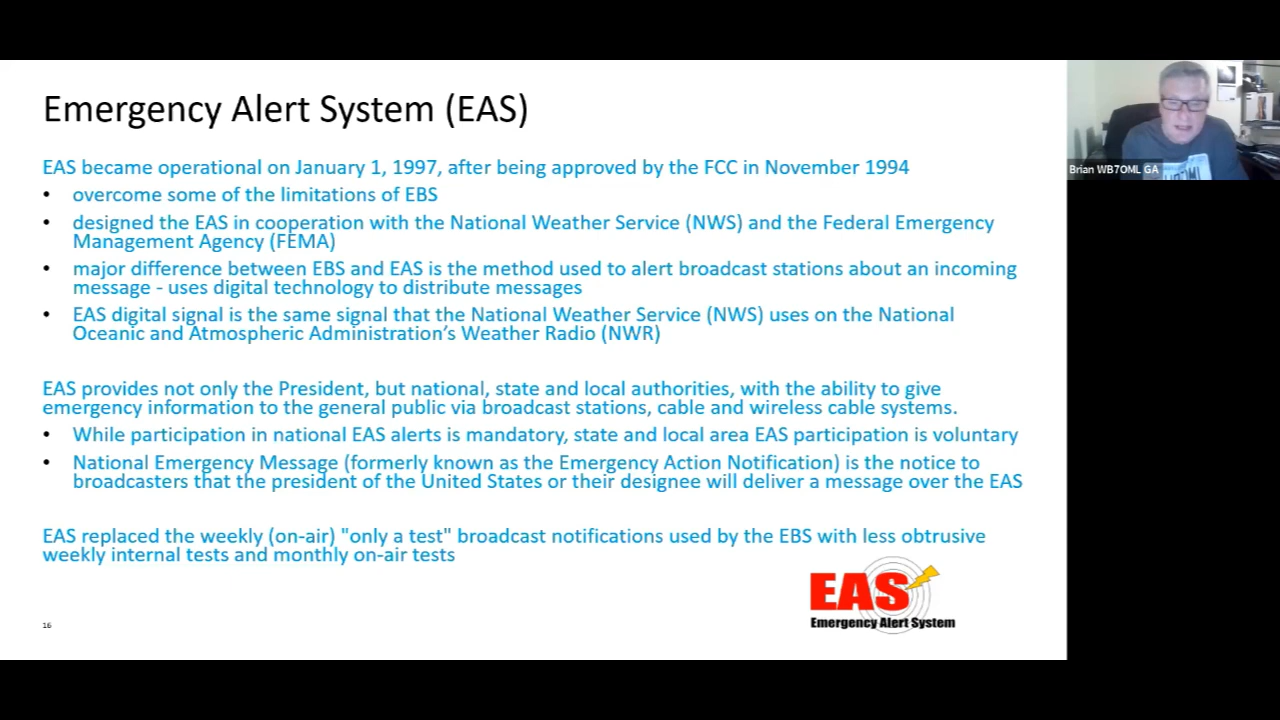 Emergency Alert System (EAS)
EAS became operational on January 1, 1997, after being approved by the FCC in November 1994
• overcome some of the limitations of EBS
• designed the EAS in cooperation with the National Weather Service (NWS) and the Federal Emergency
Management Agency (FEMA)
• major difference between EBS and EAS is the method used to alert broadcast stations about an incoming
message - uses digital technology to distribute messages
• EAS digital signal is the same signal that the National Weather Service (NWS) uses on the National
Oceanic and Atmospheric Administration's Weather Radio (NWR)
EAS provides not only the President, but national, state and local authorities, with the ability to give
emergency information to the general public via broadcast stations, cable and wireless cable systems.
• While participation in national EAS alerts is mandatory, state and local area EAS participation is voluntary
• National Emergency Message (formerly known as the Emergency Action Notification) is the notice to
broadcasters that the president of the United States or their designee will deliver a message over the EAS
EAS replaced the weekly (on-air) "only a test" broadcast notifications used by the EBS with less obtrusive
weekly internal tests and monthly on-air tests
EAS
Emergency Alert System
16
Brian WB7OML GA